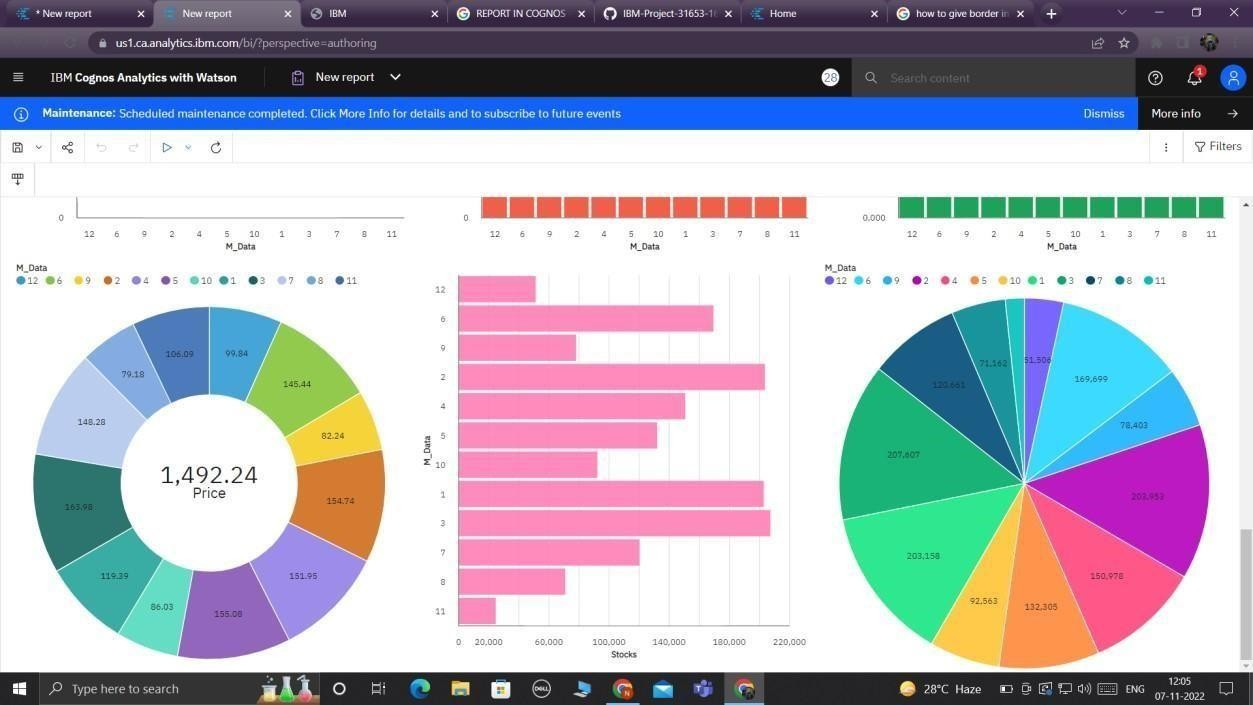 * New report
New report
IBM
REPORT IN COGNOS
IBM-Project-31653-16
Home
how to give border in
us1.ca.analytics.ibm.com/bi/?perspective=authoring
IBM Cognos Analytics with Watson
New report
28
Search content
1
Maintenance: Scheduled maintenance completed. Click More Info for details and to subscribe to future events
Dismiss
More info
Filters
0
12 6 9 2 4 5 10 1 3 7 8 11
M_Data
0
12 6 9 2 4 5 10 1 3 7 8 11
M_Data
0.000
12 6 9 2 4 5 10 1 3 7 8 11
M_Data
M_Data
12 6 9 2 4 5 10 1 3 7 8 11
99.84
145.44
82.24
154.74
151.95
155.08
86.03
119.39
163.98
148.28
79.18
106.09
1,492.24
Price
M_Data
12
6
9
2
4
5
10
1
3
7
8
11
0 20,000 60,000 100,000 140,000 180,000 220,000
Stocks
M_Data
12 6 9 2 4 5 10 1 3 7 8 11
51,506
169,699
78,403
203,953
150,978
132,305
92,563
203,158
207,607
120,661
71,162
Type here to search
DELL
28°C Haze
ENG
12:05
07-11-2022